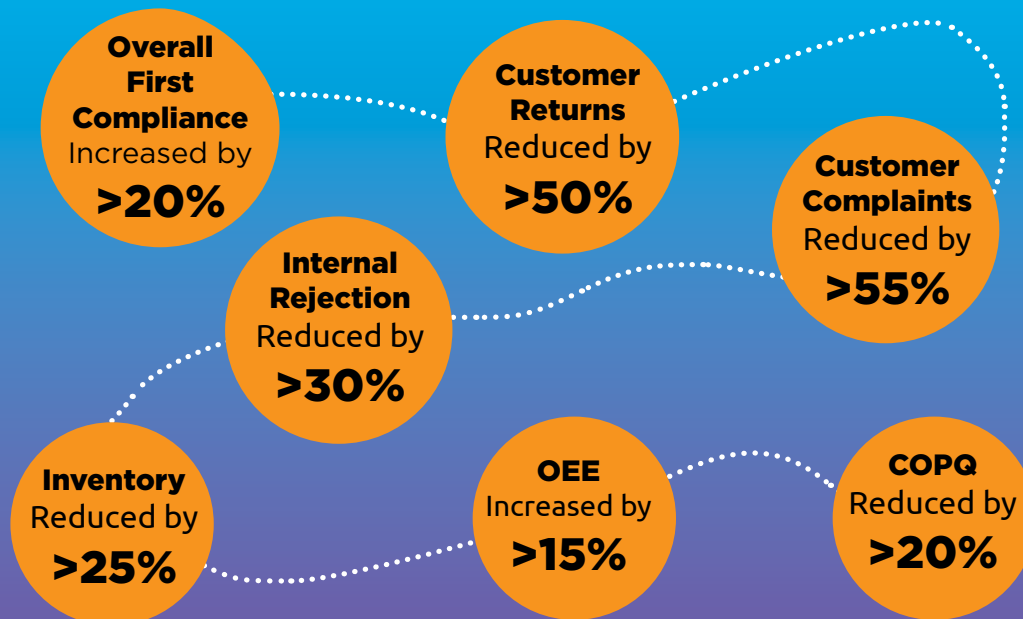 Overall
First
Compliance
Increased by
>20%
Customer
Returns
Reduced by
>50%
Customer
Complaints
Reduced by
>55%
Internal
Rejection
Reduced by
>30%
Inventory
Reduced by
>25%
OEE
Increased by
>15%
COPQ
Reduced by
>20%